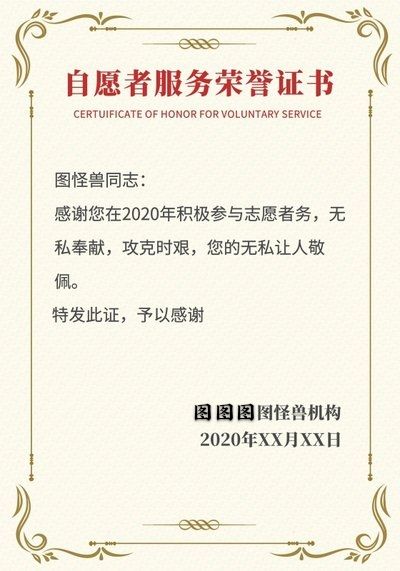 自愿者服务荣誉证书
CERTUIFICATE OF HONOR FOR VOLUNTARY SERVICE
图怪兽同志：
感谢您在2020年积极参与志愿者务，无
私奉献，攻克时艰，您的无私让人敬
佩。
特发此证，予以感谢
图图图图怪兽机构
2020年XX月XX日